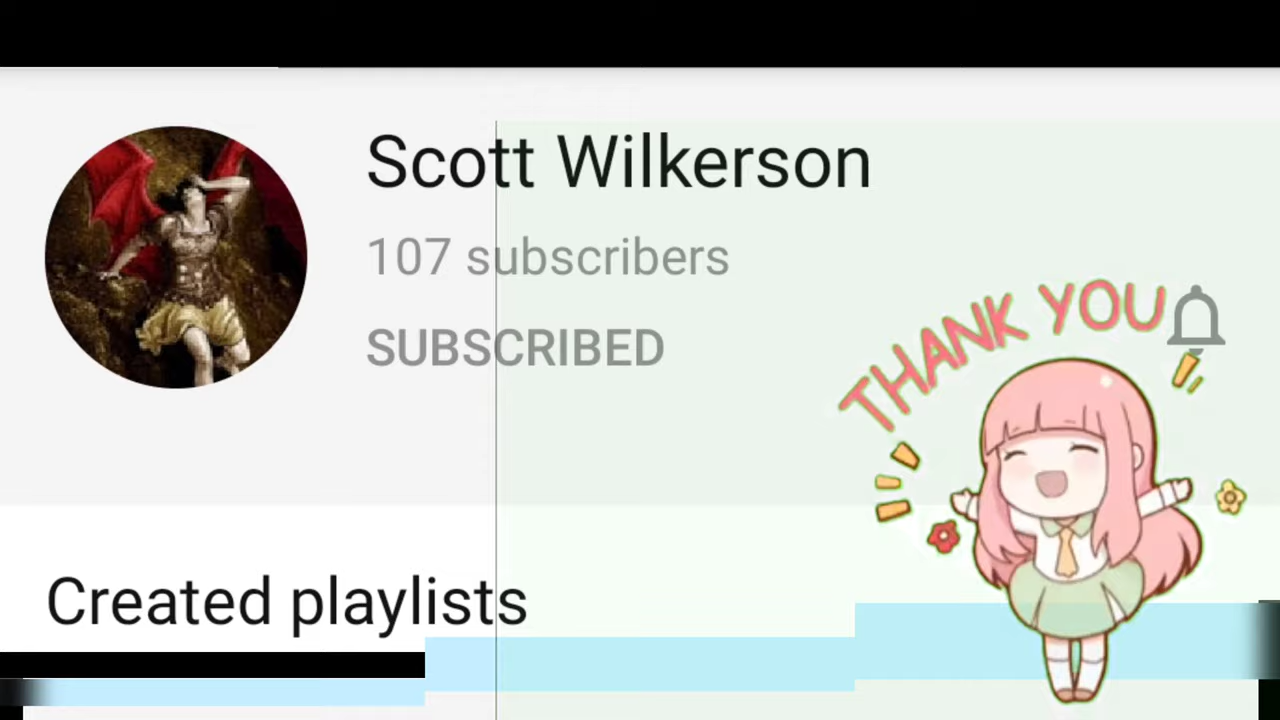 Scott Wilkerson
107 subscribers
THANK YOU
SUBSCRIBED
Created playlists